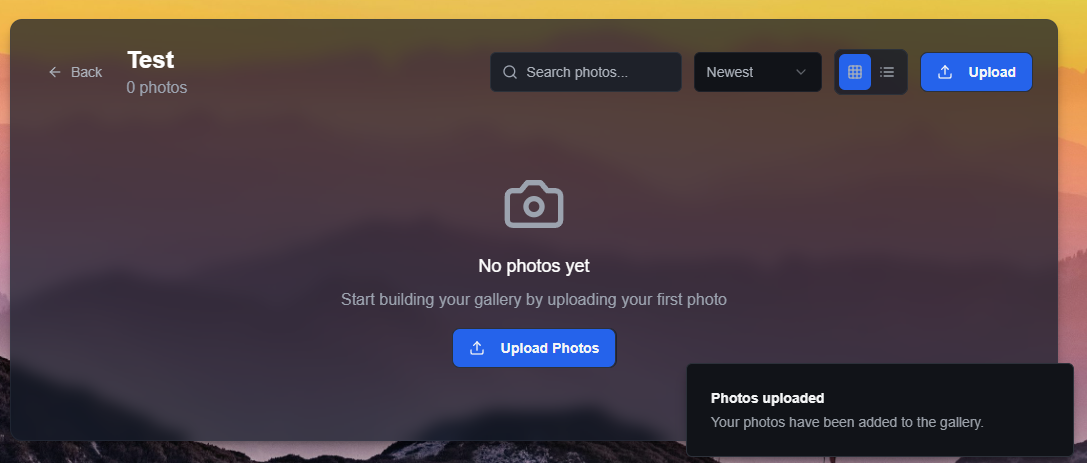 Back
Test
0 photos
Search photos...
Newest
Upload
No photos yet
Start building your gallery by uploading your first photo
Upload Photos
Photos uploaded
Your photos have been added to the gallery.